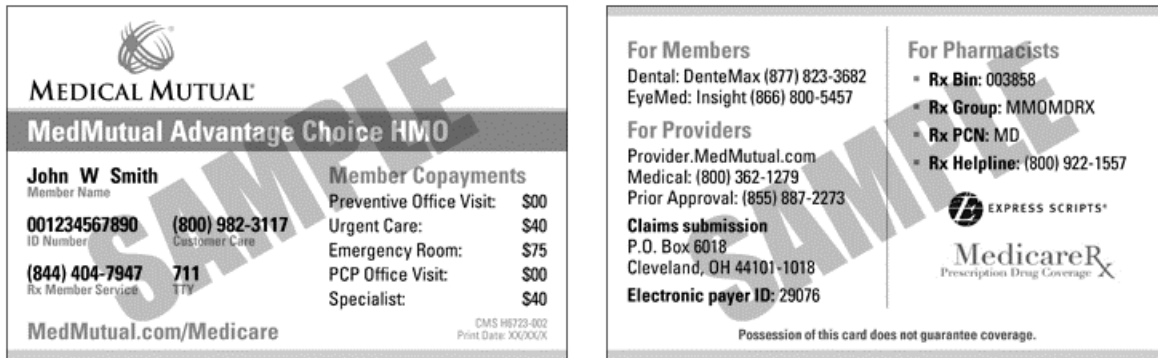 MEDICAL MUTUAL®
MedMutual Advantage Choice HMO
John W Smith
Member Name
001234567890 (800) 982-3117
ID Number Customer Care
(844) 404-7947 711
Rx Member Service TTY
MedMutual.com/Medicare
Member Copayments
Preventive Office Visit: $00
Urgent Care: $40
Emergency Room: $75
PCP Office Visit: $00
Specialist: $40
CMS H6723-002
Print Date: XX/XX/X
SAMPLE
For Members
Dental: DenteMax (877) 823-3682
EyeMed: Insight (866) 800-5457
For Providers
Provider.MedMutual.com
Medical: (800) 362-1279
Prior Approval: (855) 887-2273
Claims submission
P.O. Box 6018
Cleveland, OH 44101-1018
Electronic payer ID: 29076
For Pharmacists
▪ Rx Bin: 003858
▪ Rx Group: MMOMDRX
▪ Rx PCN: MD
▪ Rx Helpline: (800) 922-1557
EXPRESS SCRIPTS®
MedicareRx
Prescription Drug Coverage
Possession of this card does not guarantee coverage.
SAMPLE